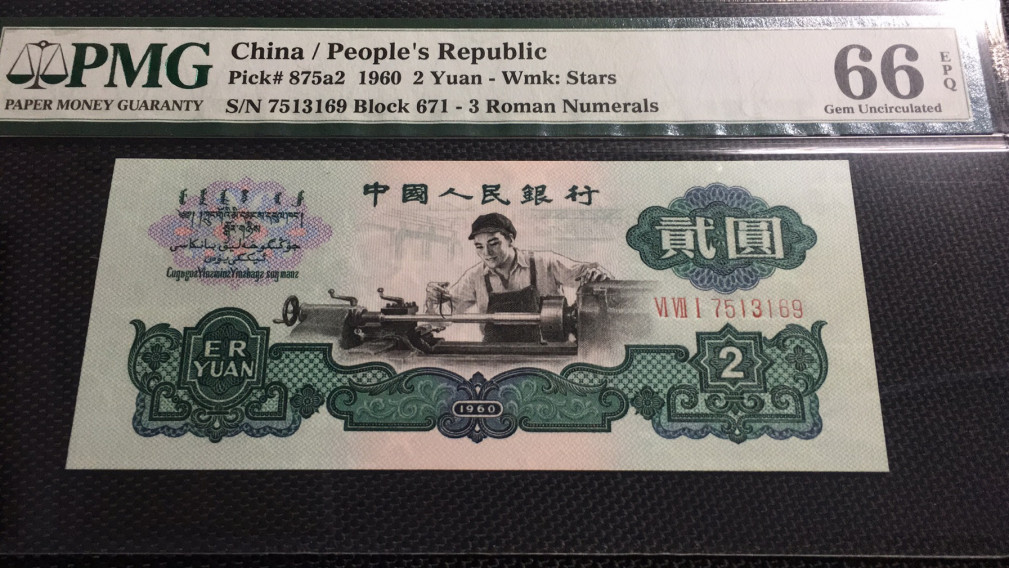 PMG
PAPER MONEY GUARANTY
China / People's Republic
Pick# 875a2 1960 2 Yuan - Wmk: Stars
S/N 7513169 Block 671 - 3 Roman Numerals
66
EPQ
Gem Uncirculated
中國人民銀行
貳圓
VI VII I 7513169
ER
YUAN
2
1960